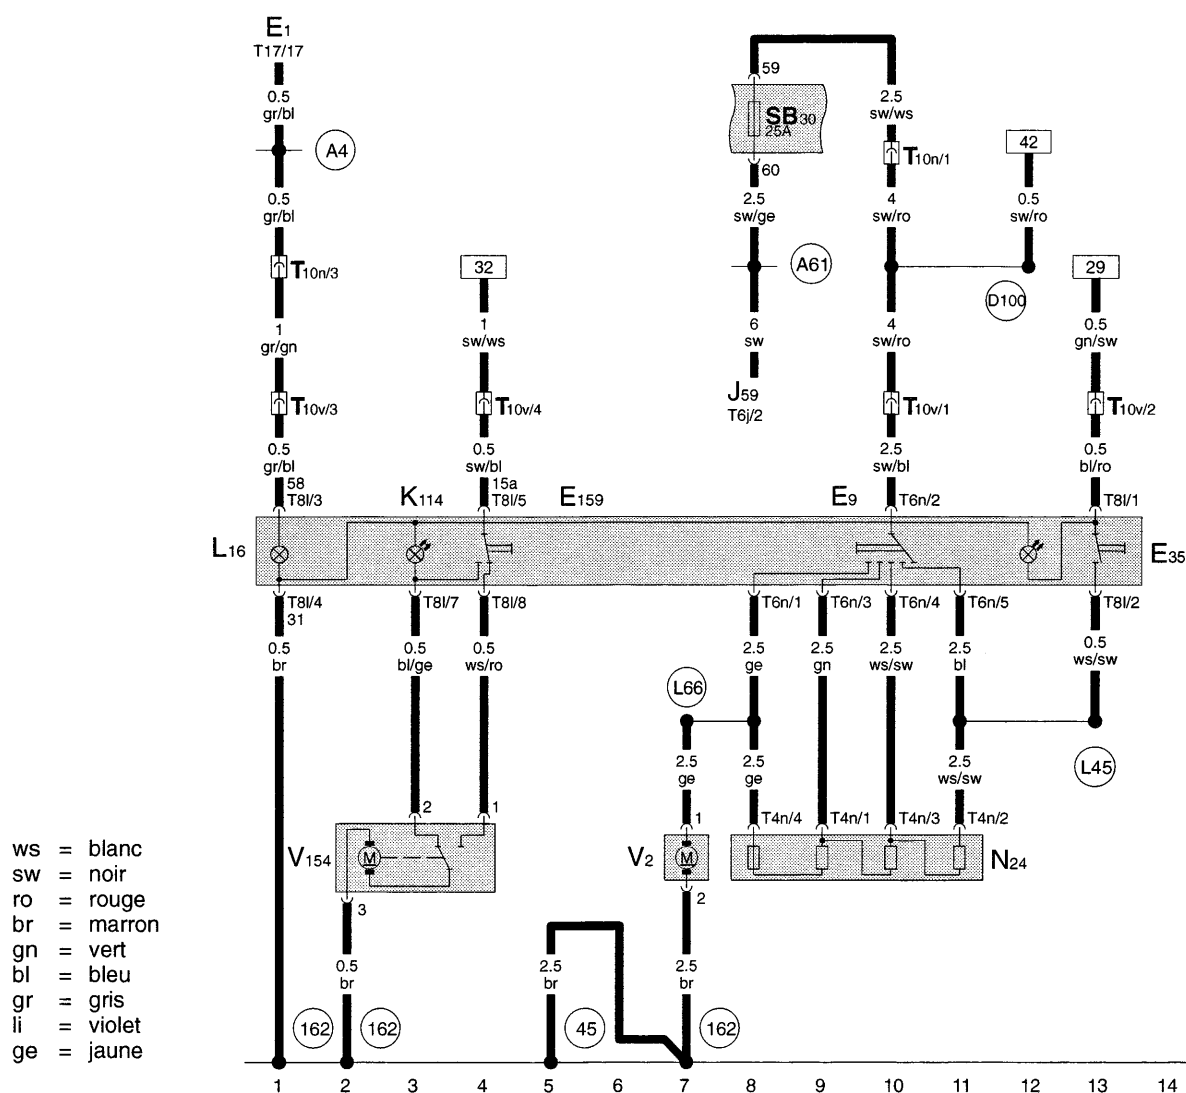 E1
T17/17
0.5
gr/bl
A4
0.5
gr/bl
T10n/3
1
gr/gn
T10v/3
0.5
gr/bl
58
T8l/3
32
1
sw/ws
T10v/4
0.5
sw/bl
15a
T8l/5
59
SB30
25A
60
2.5
sw/ge
A61
6
sw
J59
T6j/2
2.5
sw/ws
T10n/1
4
sw/ro
42
0.5
sw/ro
D100
4
sw/ro
T10v/1
2.5
sw/bl
T6n/2
29
0.5
gn/sw
T10v/2
0.5
bl/ro
T8l/1
K114
E159
E9
L16
E35
T8l/4
31
T8l/7
T8l/8
T6n/1
T6n/3
T6n/4
T6n/5
T8l/2
0.5
br
0.5
bl/ge
0.5
ws/ro
2.5
ge
2.5
gn
2.5
ws/sw
2.5
bl
0.5
ws/sw
L66
L45
2.5
ge
2.5
ge
2.5
ws/sw
2
1
1
T4n/4
T4n/1
T4n/3
T4n/2
V154
M
V2
M
N24
3
2
0.5
br
2.5
br
2.5
br
162
162
45
162
ws = blanc
sw = noir
ro = rouge
br = marron
gn = vert
bl = bleu
gr = gris
li = violet
ge = jaune
1 2 3 4 5 6 7 8 9 10 11 12 13 14